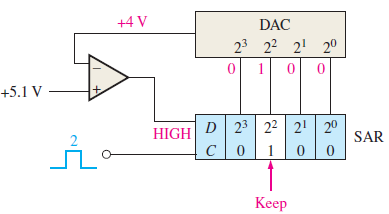 +4 V
DAC
2³ 2² 2¹ 2⁰
0 1 0 0
−
+5.1 V
+
HIGH
D 2³ 2² 2¹ 2⁰
SAR
2
C 0 1 0 0
Keep